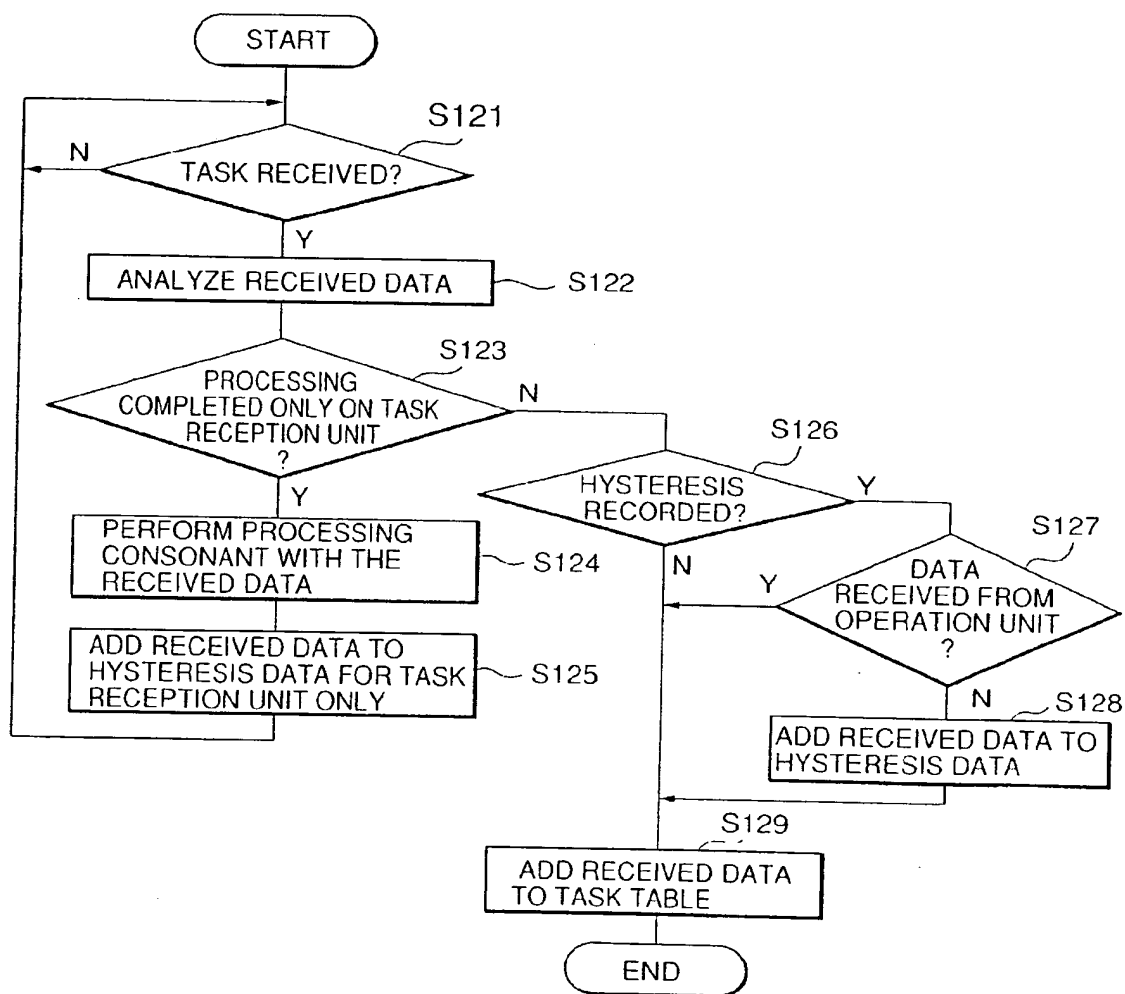 START
S121
N
TASK RECEIVED?
Y
ANALYZE RECEIVED DATA
S122
S123
PROCESSING
COMPLETED ONLY ON TASK
RECEPTION UNIT
?
N
Y
S126
HYSTERESIS
RECORDED?
Y
N
PERFORM PROCESSING
CONSONANT WITH THE
RECEIVED DATA
S124
S127
DATA
RECEIVED FROM
OPERATION UNIT
?
Y
N
ADD RECEIVED DATA TO
HYSTERESIS DATA FOR TASK
RECEPTION UNIT ONLY
S125
S128
ADD RECEIVED DATA TO
HYSTERESIS DATA
S129
ADD RECEIVED DATA
TO TASK TABLE
END